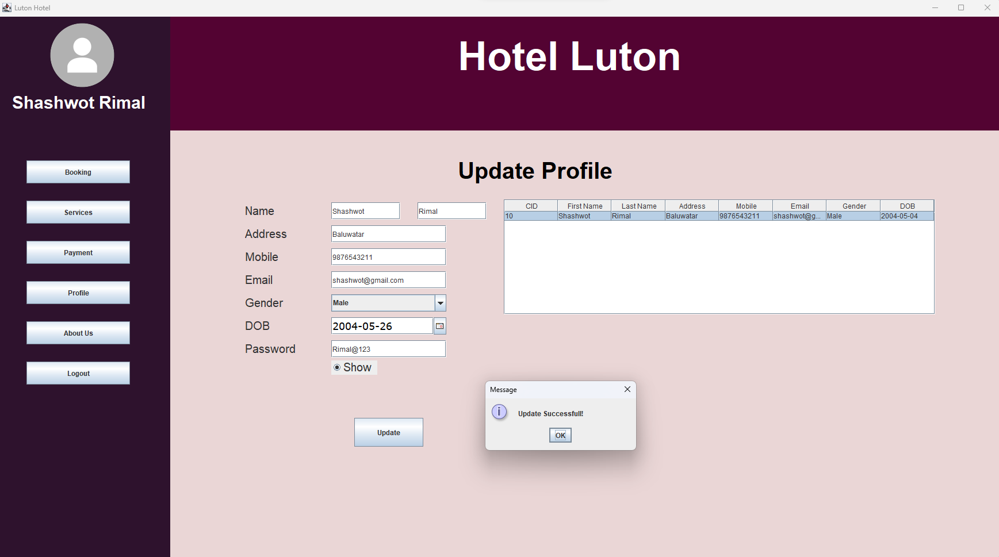 Luton Hotel
Hotel Luton
Shashwot Rimal
Booking
Services
Payment
Profile
About Us
Logout
Update Profile
Name Shashwot Rimal
Address Baluwatar
Mobile 9876543211
Email shashwot@gmail.com
Gender Male
DOB 2004-05-26
Password Rimal@123
Show
Update
CID First Name Last Name Address Mobile Email Gender DOB
10 Shashwot Rimal Baluwatar 9876543211 shashwot@g... Male 2004-05-04
Message
Update Successfull!
OK